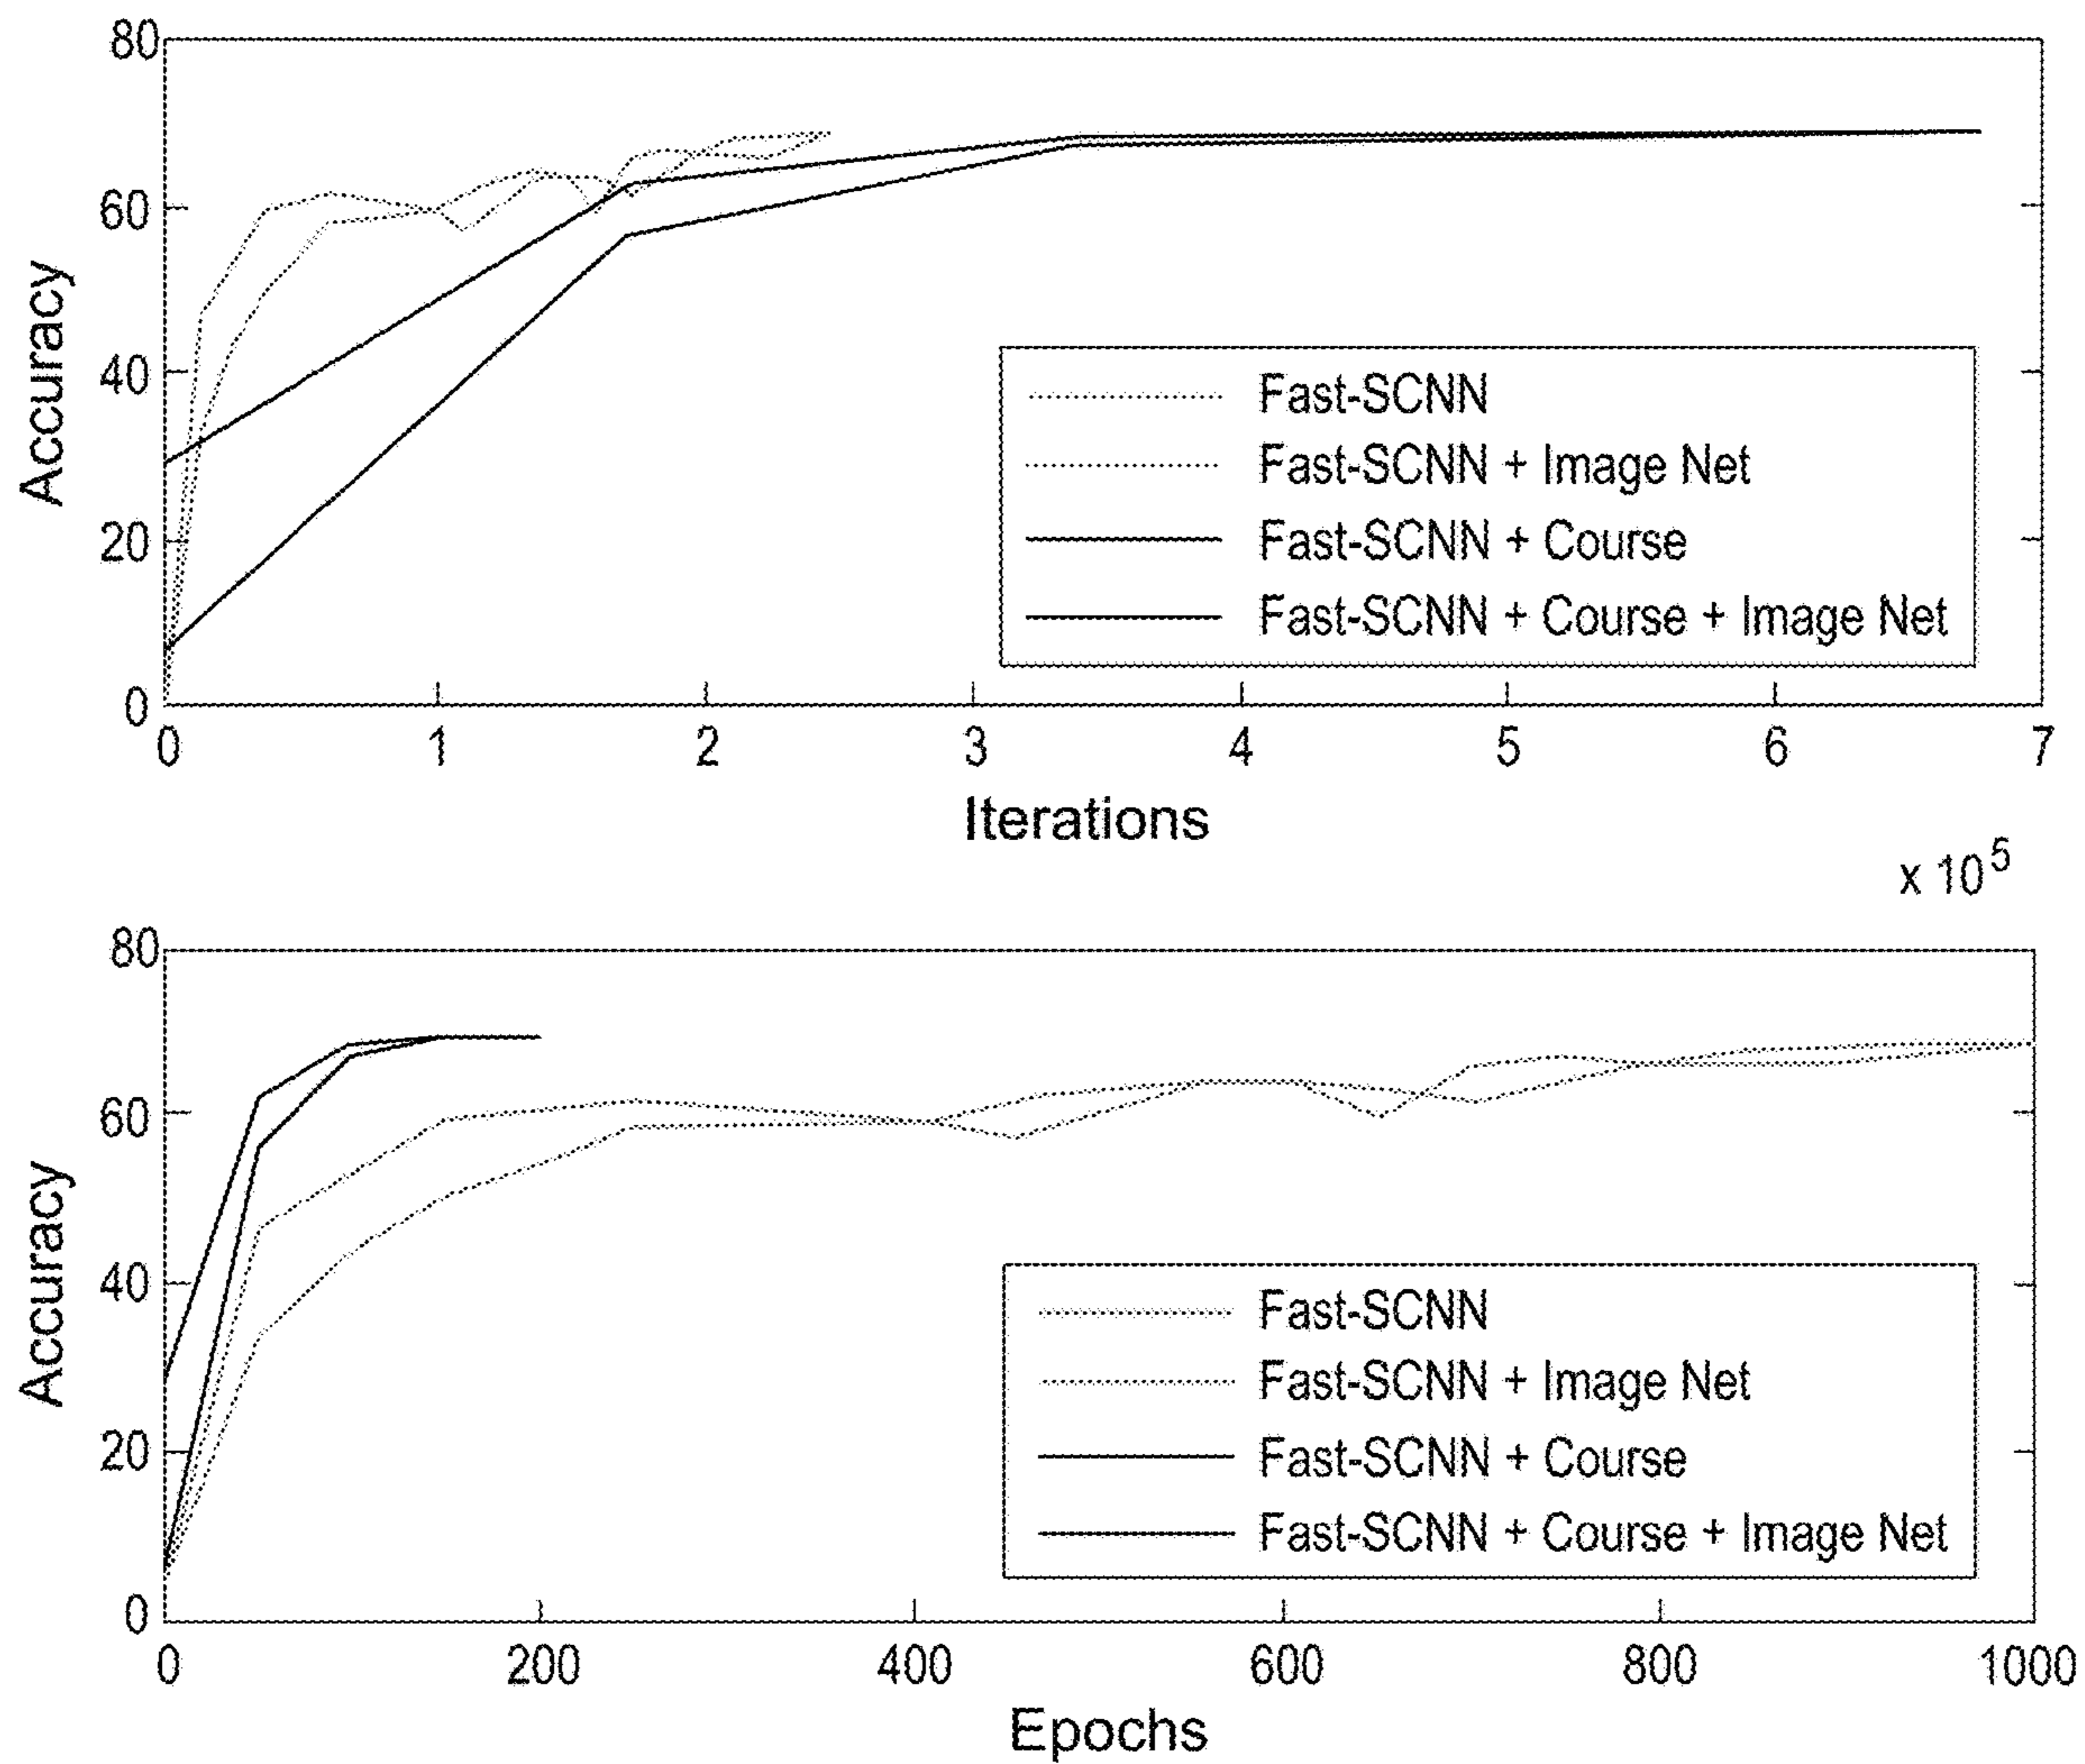 80
60
40
20
0
Accuracy
Fast-SCNN
Fast-SCNN + Image Net
Fast-SCNN + Course
Fast-SCNN + Course + Image Net
0 1 2 3 4 5 6 7
Iterations
x 10^5
80
60
40
20
0
Accuracy
Fast-SCNN
Fast-SCNN + Image Net
Fast-SCNN + Course
Fast-SCNN + Course + Image Net
0 200 400 600 800 1000
Epochs